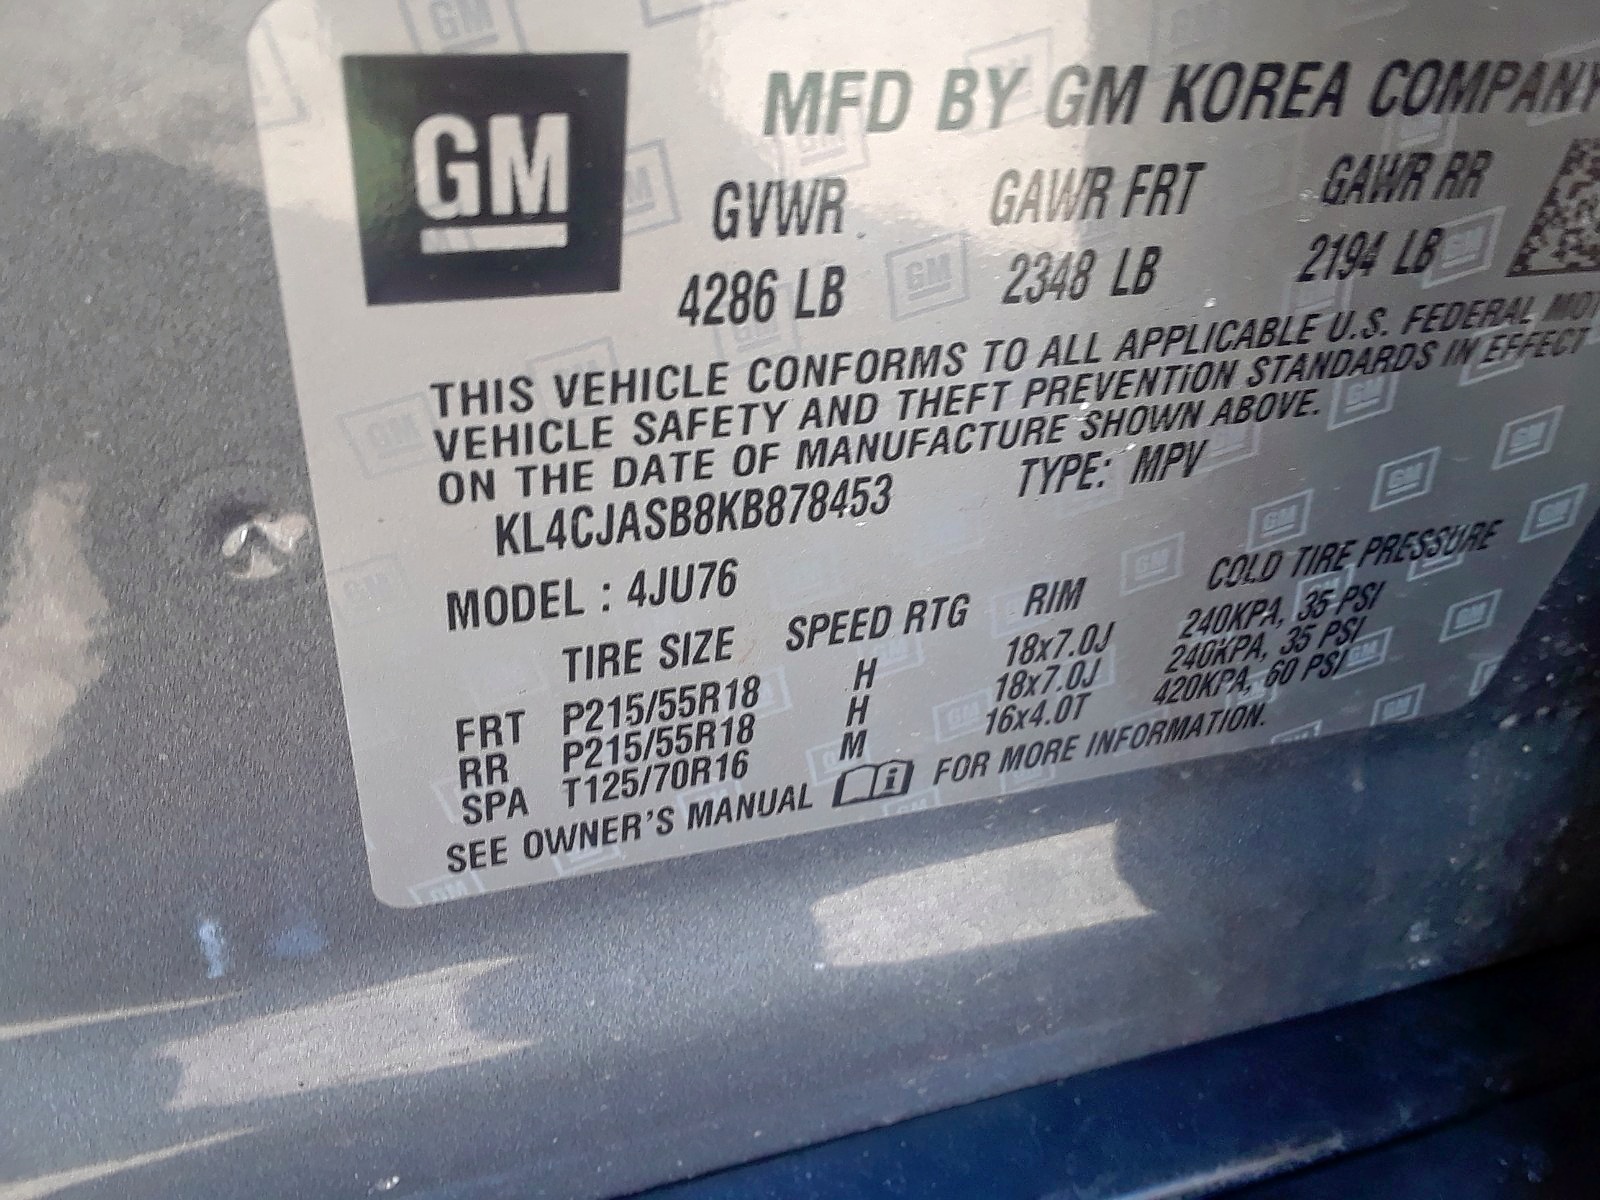 GM
MFD BY GM KOREA COMPANY
GVWR GAWR FRT GAWR RR
4286 LB 2348 LB 2194 LB
THIS VEHICLE CONFORMS TO ALL APPLICABLE U.S. FEDERAL MOT
VEHICLE SAFETY AND THEFT PREVENTION STANDARDS IN EFFECT
ON THE DATE OF MANUFACTURE SHOWN ABOVE.
KL4CJASB8KB878453 TYPE: MPV
MODEL : 4JU76
TIRE SIZE SPEED RTG RIM COLD TIRE PRESSURE
FRT P215/55R18 H 18x7.0J 240KPA, 35 PSI
RR P215/55R18 H 18x7.0J 240KPA, 35 PSI
SPA T125/70R16 M 16x4.0T 420KPA, 60 PSI
SEE OWNER'S MANUAL FOR MORE INFORMATION.